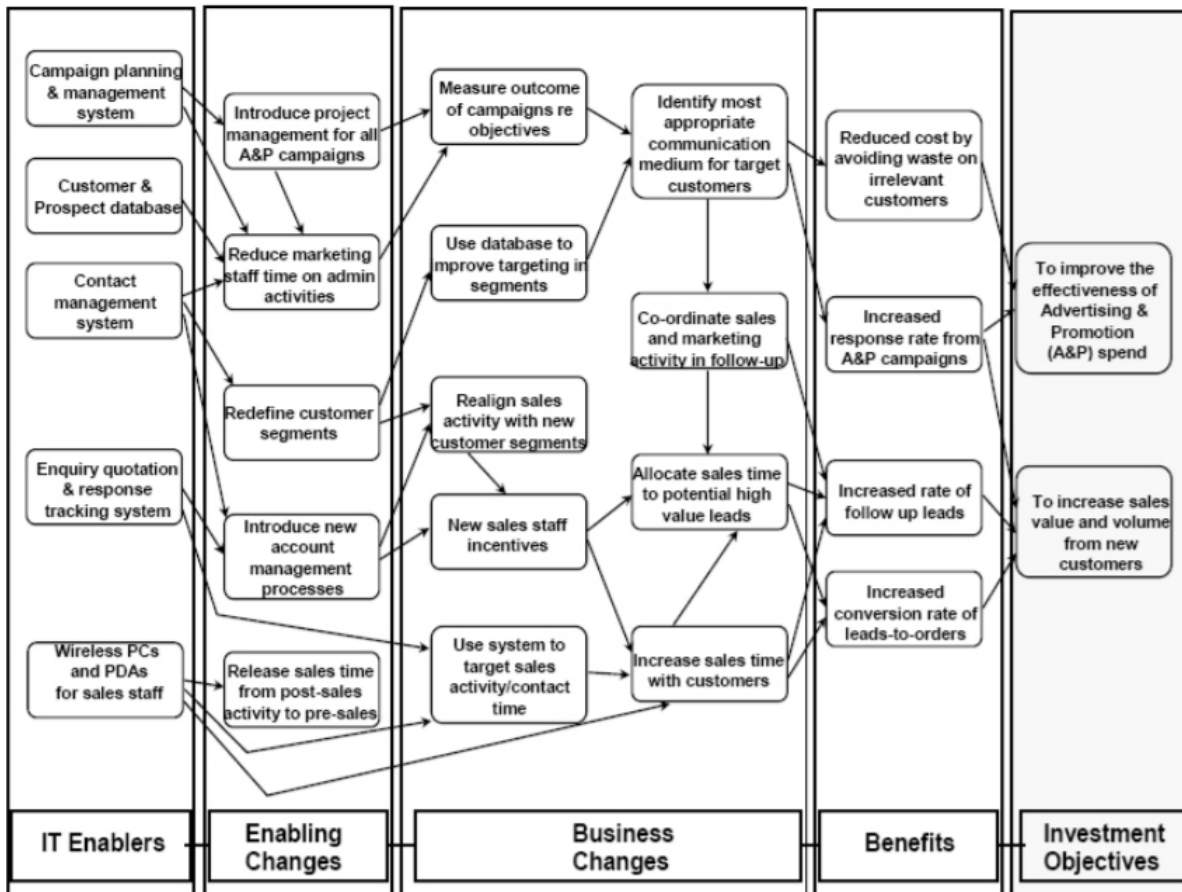 Campaign planning
& management
system
Customer &
Prospect database
Contact
management
system
Enquiry quotation
& response
tracking system
Wireless PCs
and PDAs
for sales staff
Introduce project
management for all
A&P campaigns
Reduce marketing
staff time on admin
activities
Redefine customer
segments
Introduce new
account
management
processes
Release sales time
from post-sales
activity to pre-sales
Measure outcome
of campaigns re
objectives
Use database to
mprove targeting in
segments
Realign sales
activity with new
customer segments
New sales staff
incentives
Use system to
target sales
activity/contact
time
Identify most
appropriate
communication
medium for target
customers
Co-ordinate sales
and marketing
activity in follow-up
Allocate sales time
to potential high
value leads
Increase sales time
with customers
Reduced cost by
avoiding waste on
irrelevant
customers
Increased
response rate from
A&P campaigns
Increased rate of
follow up leads
Increased
conversion rate of
leads-to-orders
To improve the
effectiveness of
Advertising &
Promotion
(A&P) spend
To increase sales
value and volume
from new
customers
IT Enablers
Enabling
Changes
Business
Changes
Benefits
Investment
Objectives